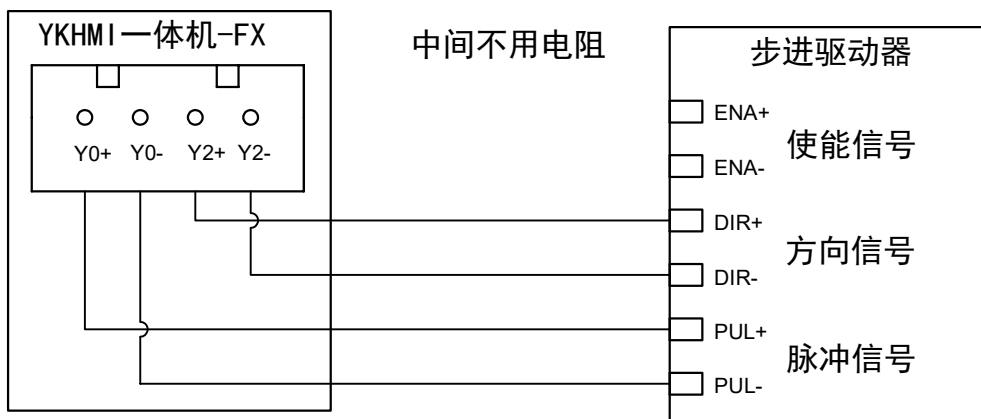 YKHMI一体机-FX
中间不用电阻
步进驱动器
Y0+ Y0- Y2+ Y2-
ENA+
使能信号
ENA-
DIR+
方向信号
DIR-
PUL+
脉冲信号
PUL-